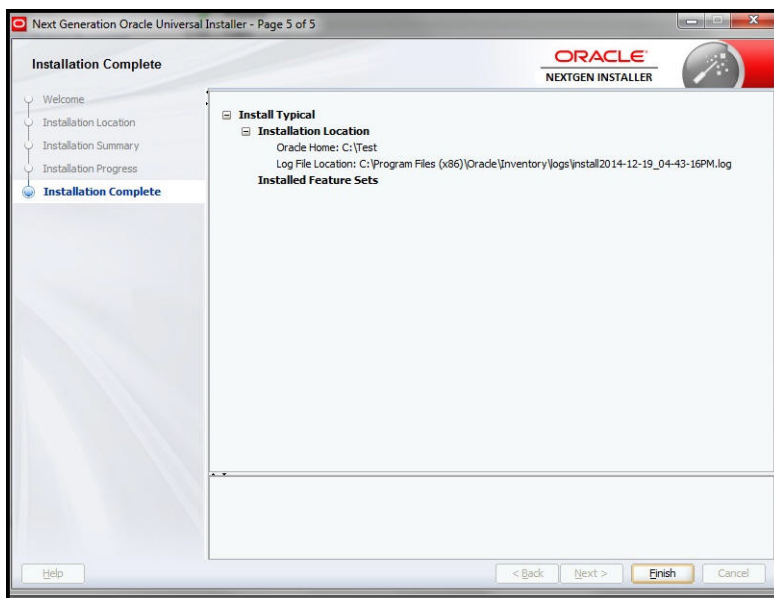 Next Generation Oracle Universal Installer - Page 5 of 5
Installation Complete
ORACLE
NEXTGEN INSTALLER
Welcome
Installation Location
Installation Summary
Installation Progress
Installation Complete
Install Typical
Installation Location
Oracle Home: C:\Test
Log File Location: C:\Program Files (x86)\Oracle\Inventory\logs\install2014-12-19_04-43-16PM.log
Installed Feature Sets
Help
< Back
Next >
Finish
Cancel